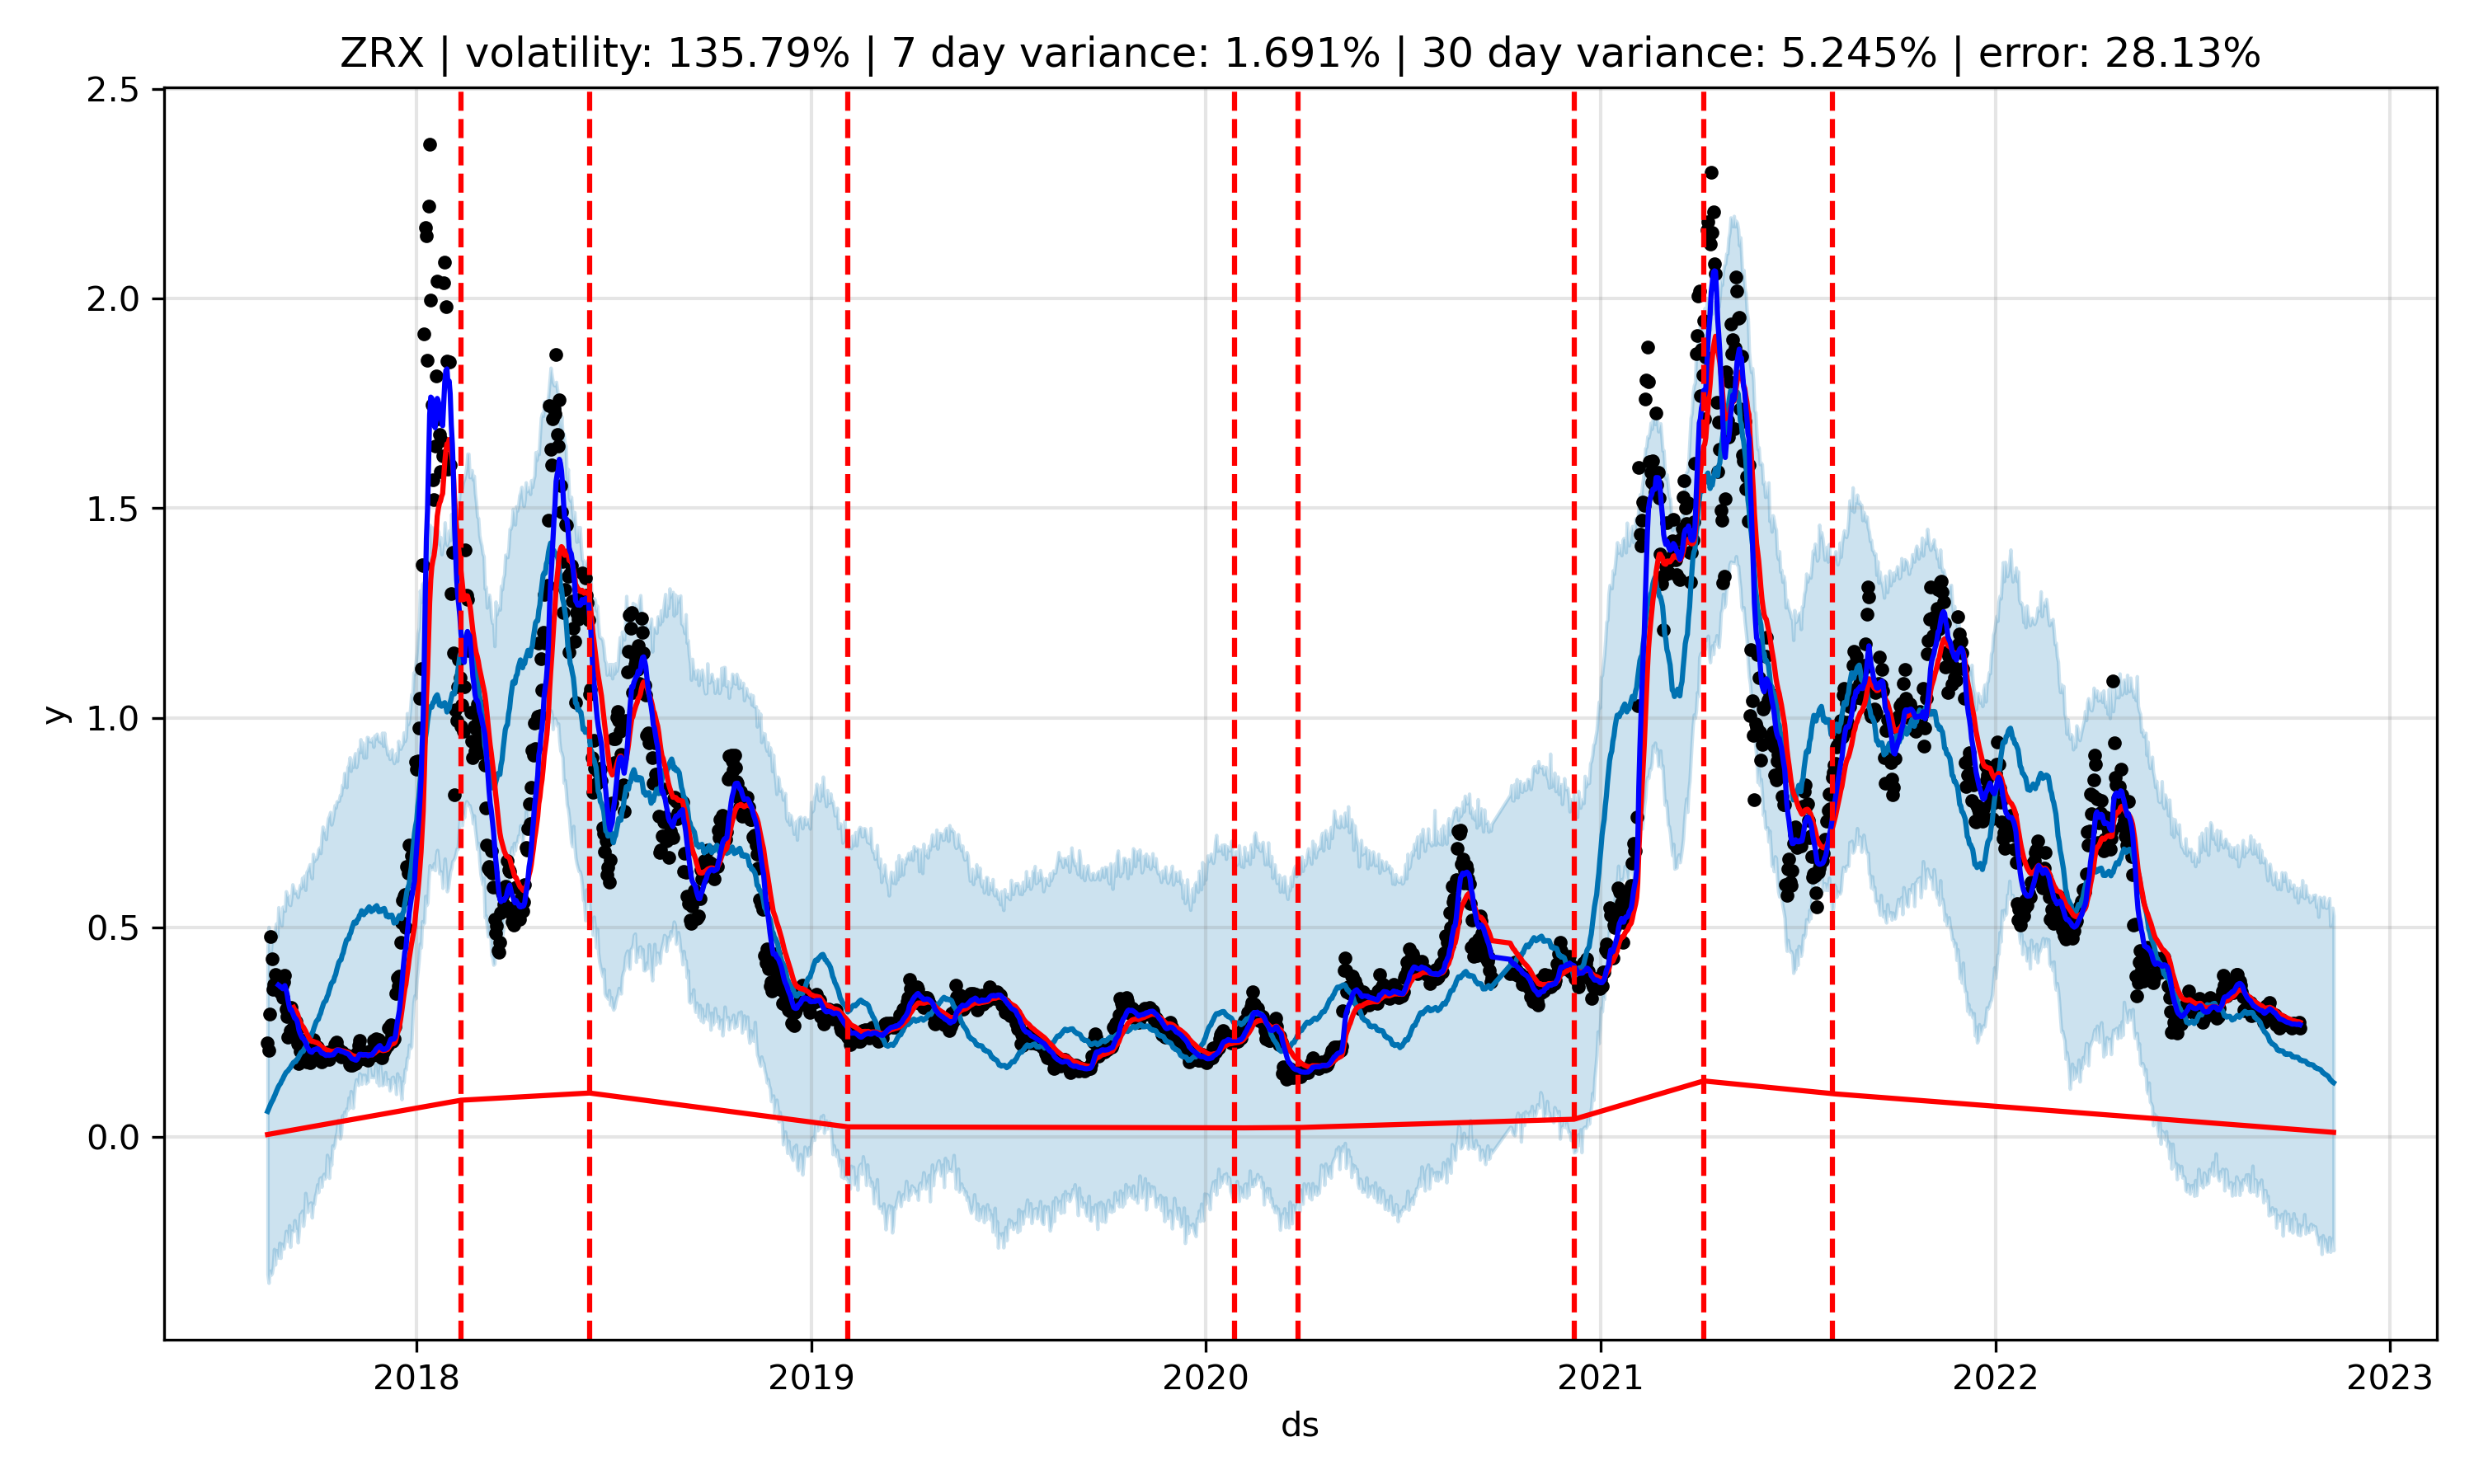 ZRX | volatility: 135.79% | 7 day variance: 1.691% | 30 day variance: 5.245% | error: 28.13%
2.5
2.0
1.5
1.0
0.5
0.0
y
2018 2019 2020 2021 2022 2023
ds